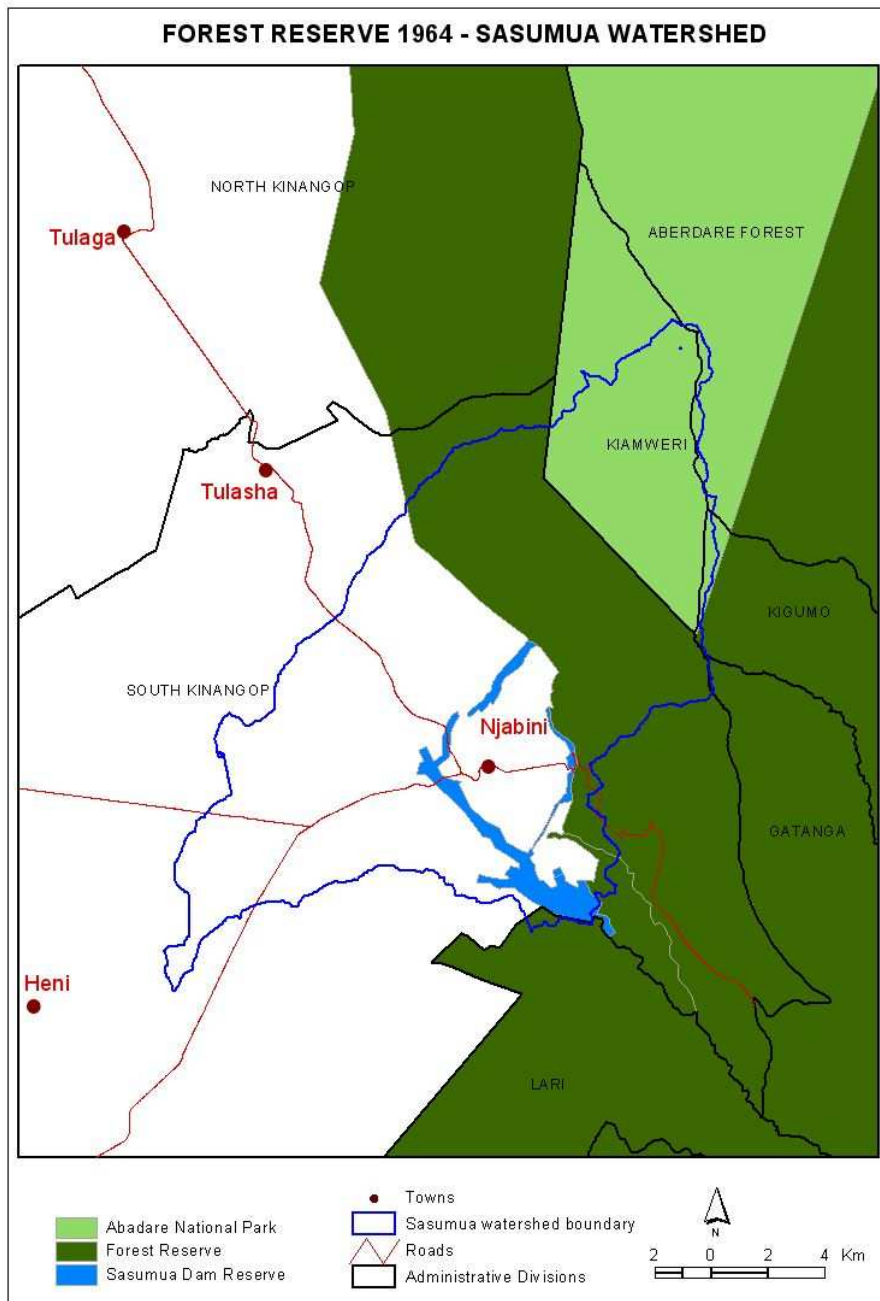 FOREST RESERVE 1964 - SASUMUA WATERSHED
NORTH KINANGOP
Tulaga
ABERDARE FOREST
KIAMWERI
Tulasha
KIGUMO
SOUTH KINANGOP
Njabini
GATANGA
Heni
LARI
Abadare National Park
Forest Reserve
Sasumua Dam Reserve
Towns
Sasumua watershed boundary
Roads
Administrative Divisions
N
2 0 2 4 Km